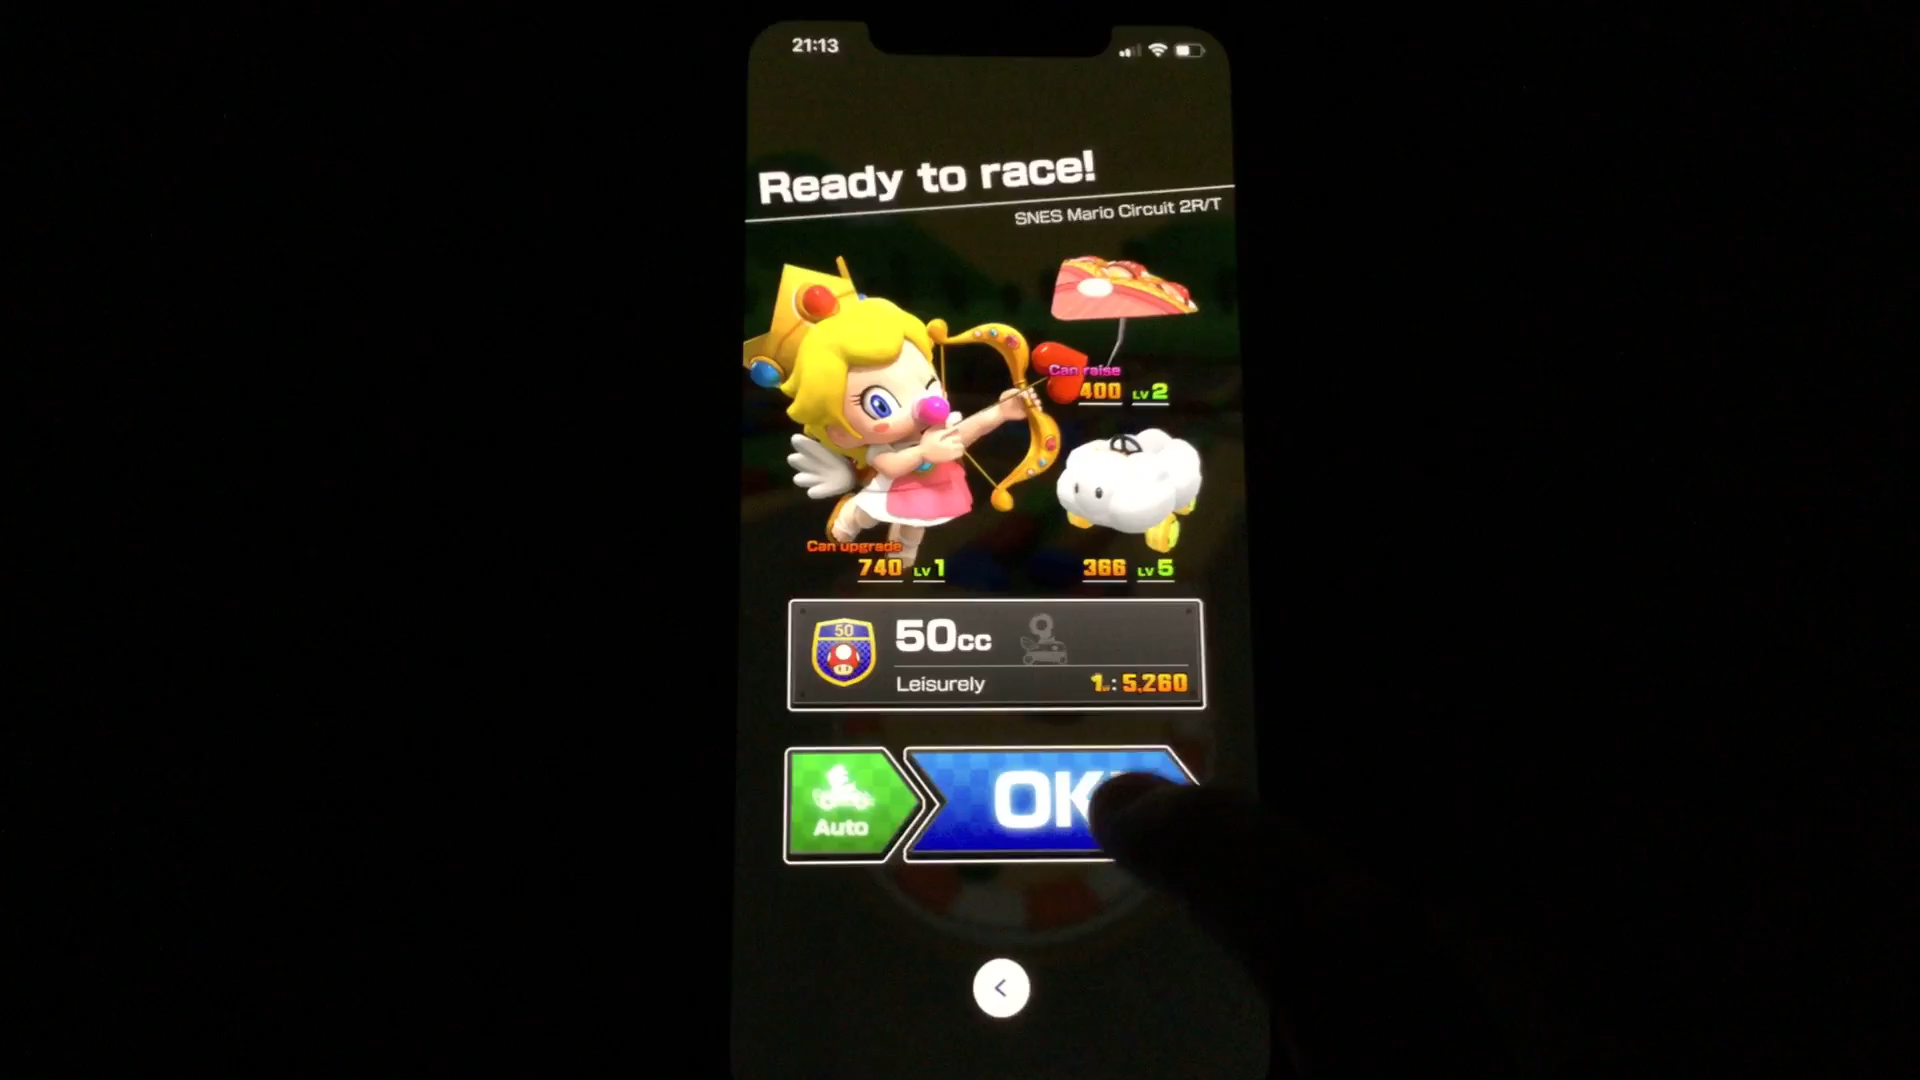 21:13
Ready to race!
SNES Mario Circuit 2R/T
Can raise
400 LV 2
Can upgrade
740 LV 1
366 LV 5
50
50cc
Leisurely
5,260
Auto
OK